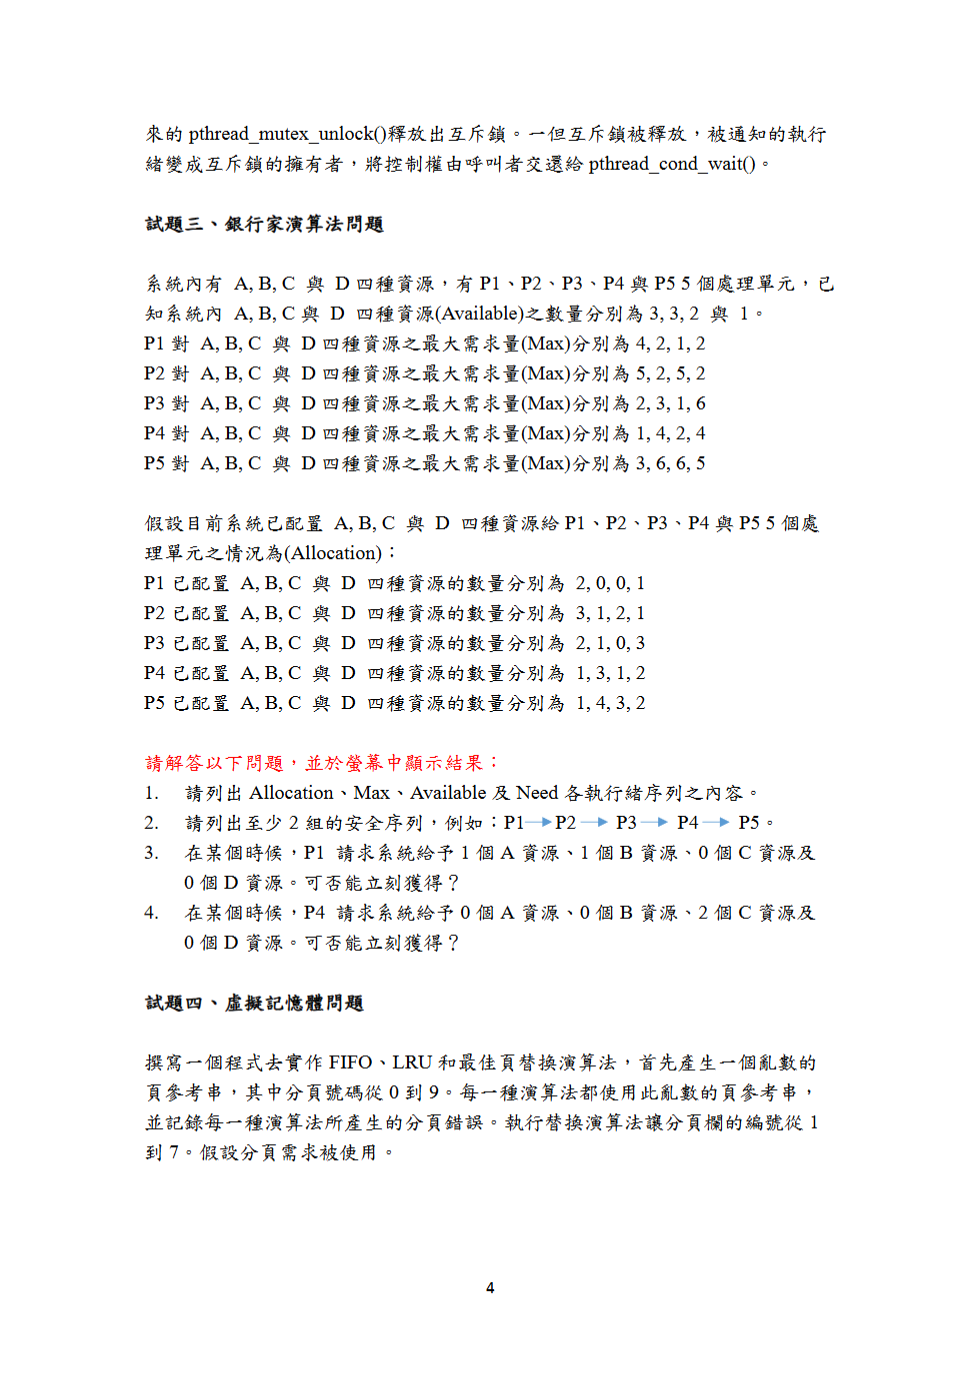 來的 pthread_mutex_unlock()釋放出互斥鎖。一但互斥鎖被釋放，被通知的執行
緒變成互斥鎖的擁有者，將控制權由呼叫者交還給 pthread_cond_wait()。
試題三、銀行家演算法問題
系統內有 A, B, C 與 D 四種資源，有 P1、P2、P3、P4 與 P5 5 個處理單元，已
知系統內 A, B, C 與 D 四種資源(Available)之數量分別為 3, 3, 2 與 1。
P1 對 A, B, C 與 D 四種資源之最大需求量(Max)分別為 4, 2, 1, 2
P2 對 A, B, C 與 D 四種資源之最大需求量(Max)分別為 5, 2, 5, 2
P3 對 A, B, C 與 D 四種資源之最大需求量(Max)分別為 2, 3, 1, 6
P4 對 A, B, C 與 D 四種資源之最大需求量(Max)分別為 1, 4, 2, 4
P5 對 A, B, C 與 D 四種資源之最大需求量(Max)分別為 3, 6, 6, 5
假設目前系統已配置 A, B, C 與 D 四種資源給 P1、P2、P3、P4 與 P5 5 個處
理單元之情況為(Allocation)：
P1 已配置 A, B, C 與 D 四種資源的數量分別為 2, 0, 0, 1
P2 已配置 A, B, C 與 D 四種資源的數量分別為 3, 1, 2, 1
P3 已配置 A, B, C 與 D 四種資源的數量分別為 2, 1, 0, 3
P4 已配置 A, B, C 與 D 四種資源的數量分別為 1, 3, 1, 2
P5 已配置 A, B, C 與 D 四種資源的數量分別為 1, 4, 3, 2
請解答以下問題，並於螢幕中顯示結果：
1. 請列出 Allocation、Max、Available 及 Need 各執行緒序列之內容。
2. 請列出至少 2 組的安全序列，例如：P1→P2→P3→P4→P5。
3. 在某個時候，P1 請求系統給予 1 個 A 資源、1 個 B 資源、0 個 C 資源及
0 個 D 資源。可否能立刻獲得？
4. 在某個時候，P4 請求系統給予 0 個 A 資源、0 個 B 資源、2 個 C 資源及
0 個 D 資源。可否能立刻獲得？
試題四、虛擬記憶體問題
撰寫一個程式去實作 FIFO、LRU 和最佳頁替換演算法，首先產生一個亂數的
頁參考串，其中分頁號碼從 0 到 9。每一種演算法都使用此亂數的頁參考串，
並記錄每一種演算法所產生的分頁錯誤。執行替換演算法讓分頁欄的編號從 1
到 7。假設分頁需求被使用。
4